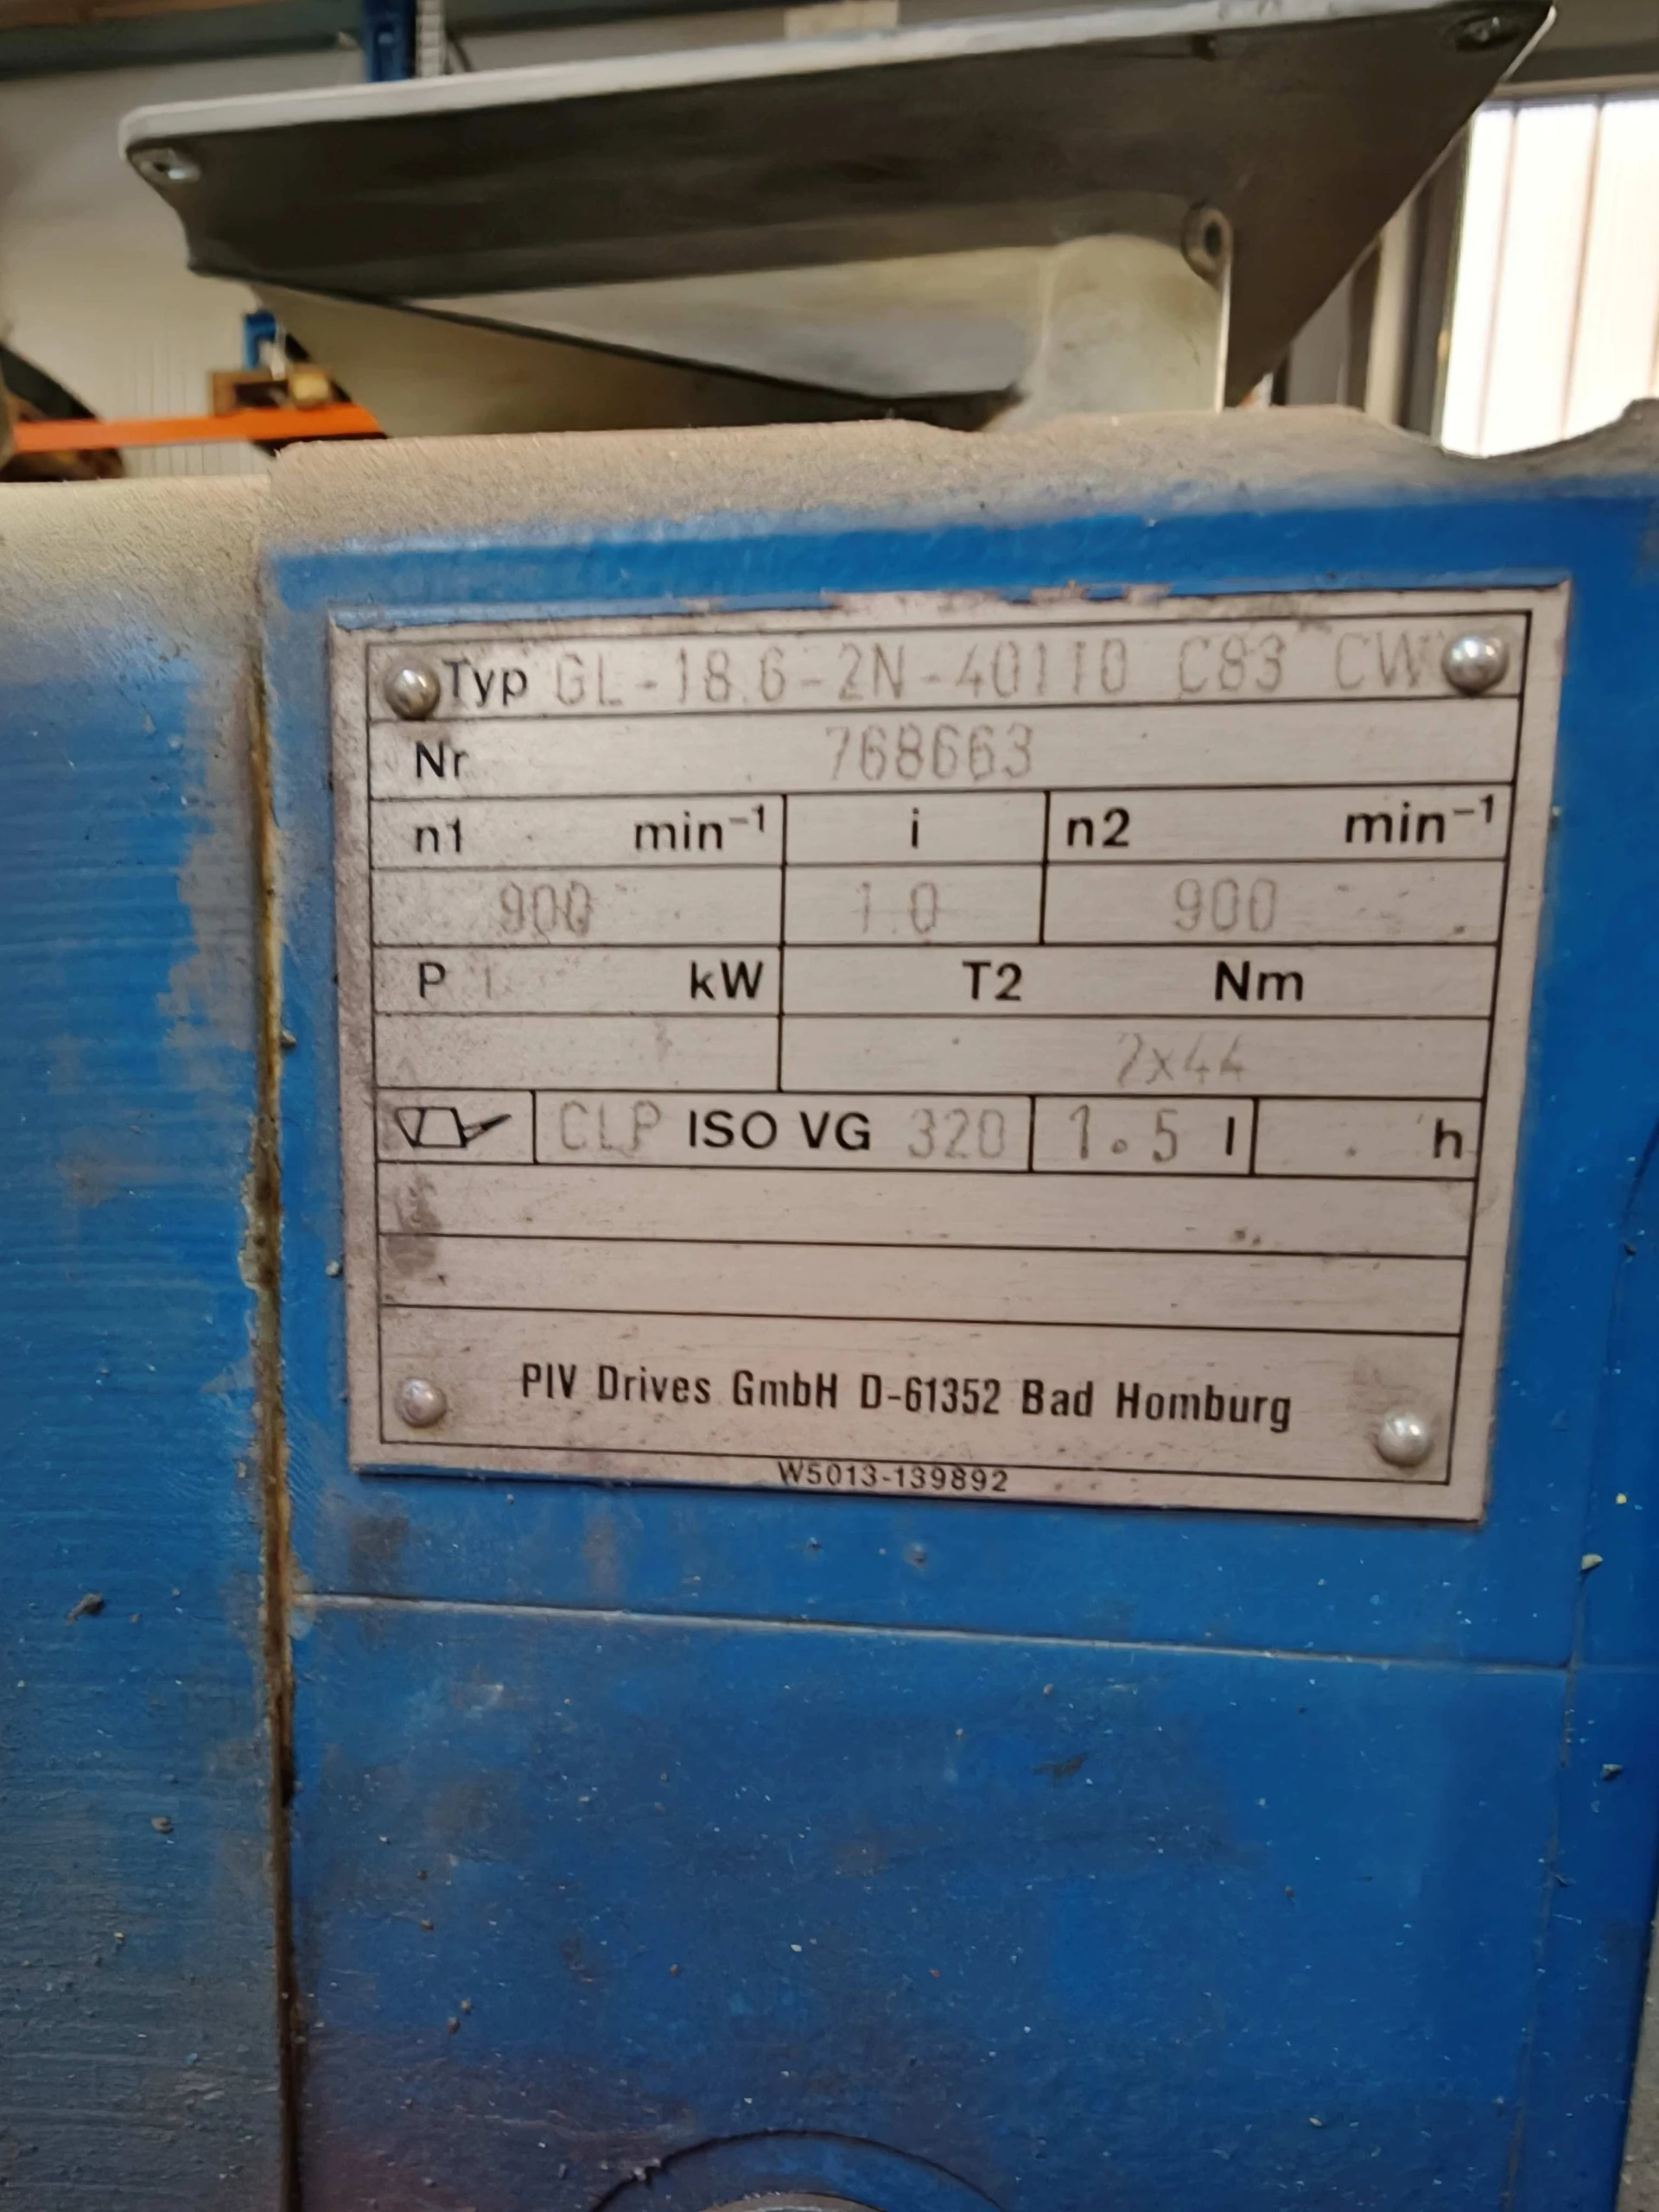 Typ GL-18.6-2N-40110 C83 CW
Nr 768663
n1 min⁻¹ i n2 min⁻¹
900 1.0 900
P kW T2 Nm
2x44
CLP ISO VG 320 1.5 l h
PIV Drives GmbH D-61352 Bad Homburg
W5013-139892